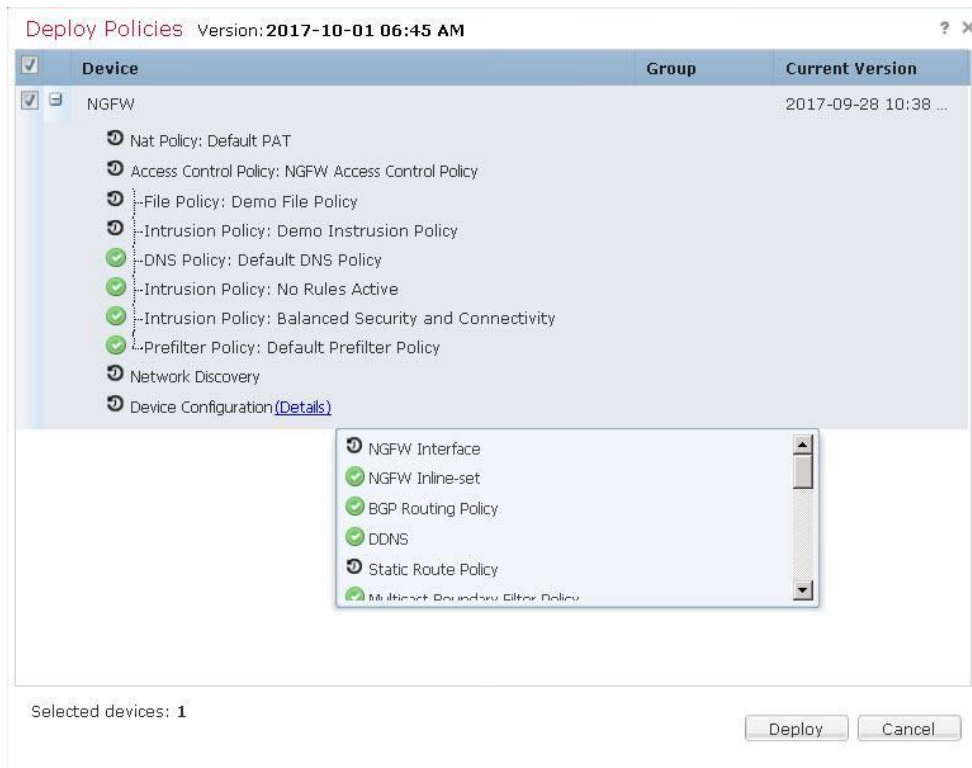 Deploy Policies Version:2017-10-01 06:45 AM ? X
Device Group Current Version
NGFW 2017-09-28 10:38 ...
Nat Policy: Default PAT
Access Control Policy: NGFW Access Control Policy
File Policy: Demo File Policy
Intrusion Policy: Demo Instrusion Policy
DNS Policy: Default DNS Policy
Intrusion Policy: No Rules Active
Intrusion Policy: Balanced Security and Connectivity
Prefilter Policy: Default Prefilter Policy
Network Discovery
Device Configuration(Details)
NGFW Interface
NGFW Inline-set
BGP Routing Policy
DDNS
Static Route Policy
Multicast Boundary Filter Policy
Selected devices: 1
Deploy Cancel